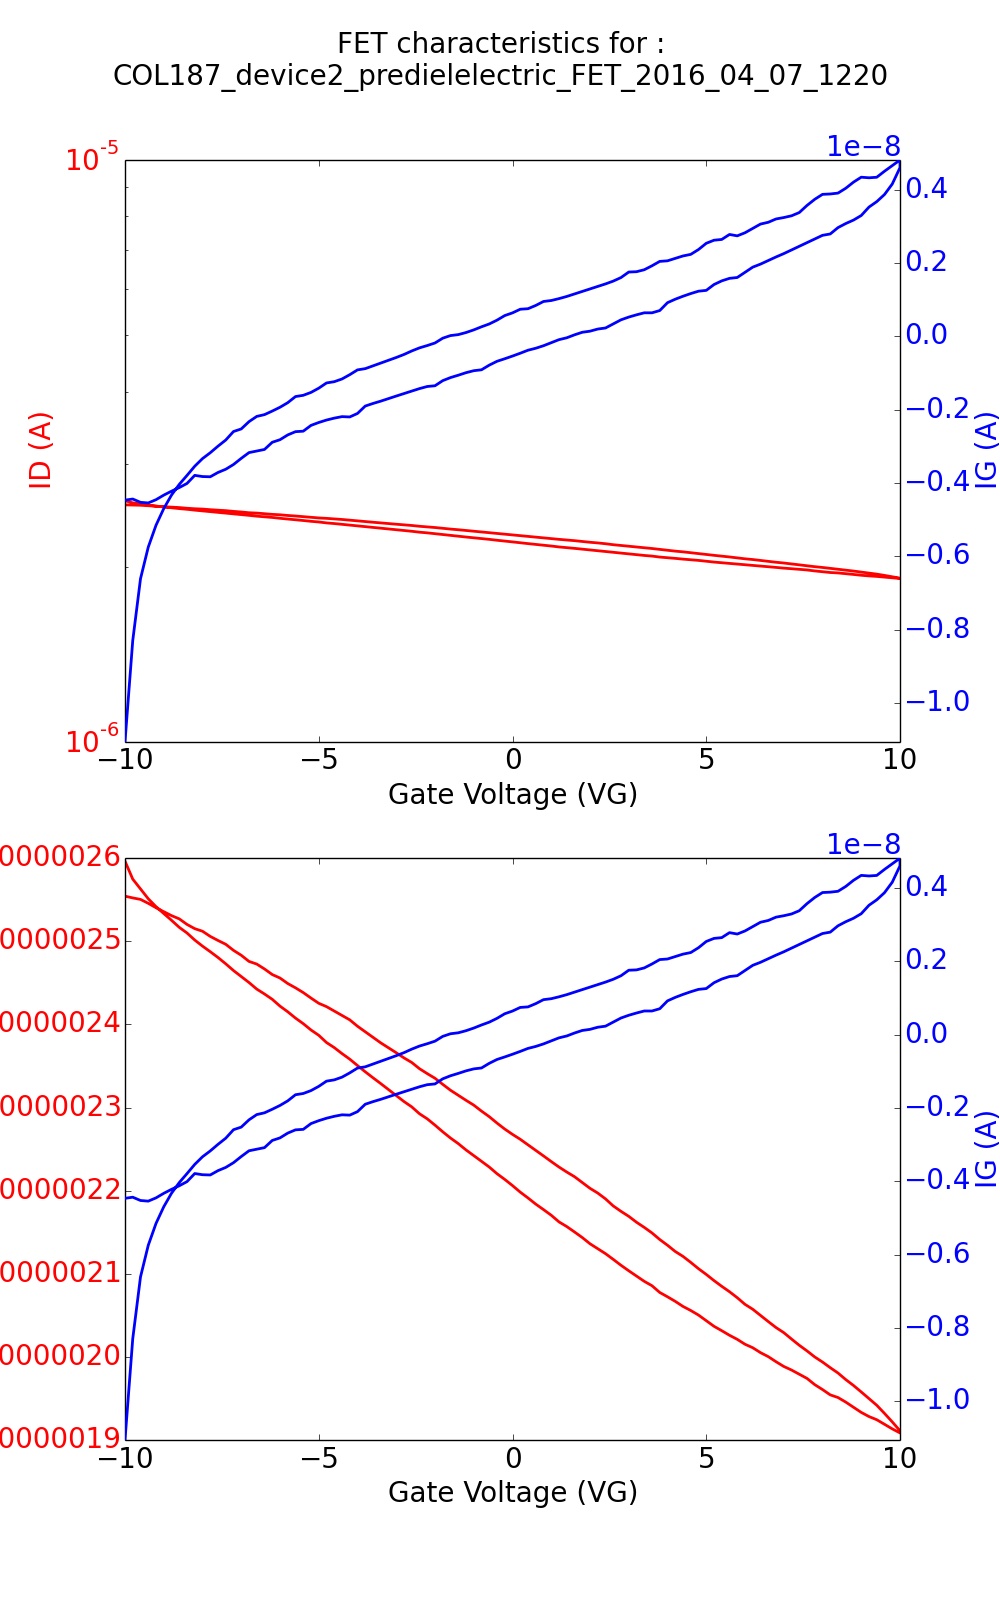 FET characteristics for :
COL187_device2_predielelectric_FET_2016_04_07_1220
1e−8
10-5
0.4
0.2
0.0
−0.2
ID (A)
IG (A)
−0.4
−0.6
−0.8
−1.0
10-6
−10 −5 0 5 10
Gate Voltage (VG)
1e−8
0000026
0.4
0000025
0.2
0000024
0.0
0000023
−0.2
IG (A)
0000022
−0.4
0000021
−0.6
0000020
−0.8
−1.0
0000019
−10 −5 0 5 10
Gate Voltage (VG)